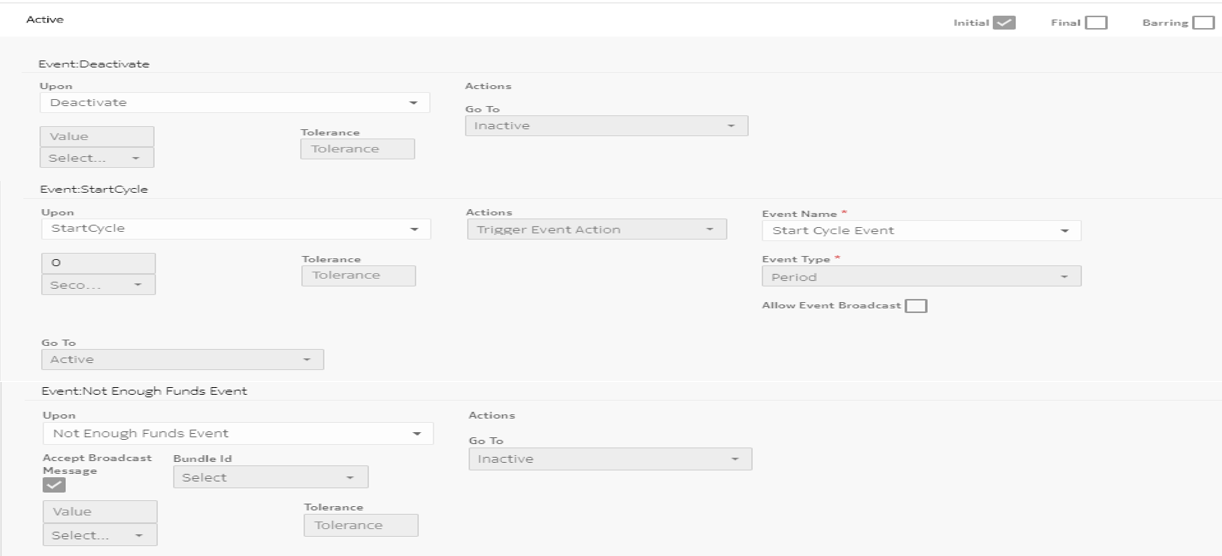 Active
Initial Final Barring
Event:Deactivate
Upon
Deactivate
Actions
Go To
Inactive
Value
Select...
Tolerance
Tolerance
Event:StartCycle
Upon
StartCycle
Actions
Trigger Event Action
Event Name *
Start Cycle Event
0
Seco...
Tolerance
Tolerance
Event Type *
Period
Allow Event Broadcast
Go To
Active
Event:Not Enough Funds Event
Upon
Not Enough Funds Event
Actions
Go To
Inactive
Accept Broadcast
Message
Bundle Id
Select
Value
Select...
Tolerance
Tolerance